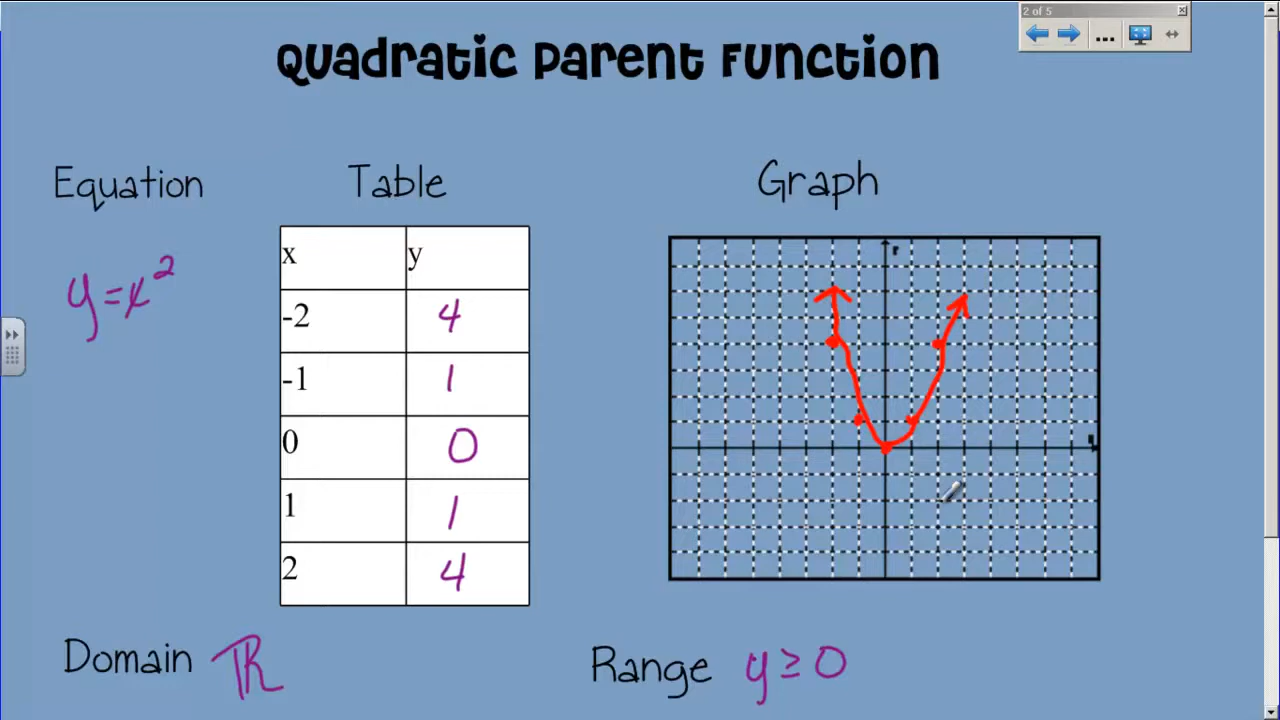 2 of 5
Quadratic Parent Function
Equation
Table
Graph
y=x²
x y
-2 4
-1 1
0 0
1 1
2 4
Domain ℝ
Range y ≥ 0